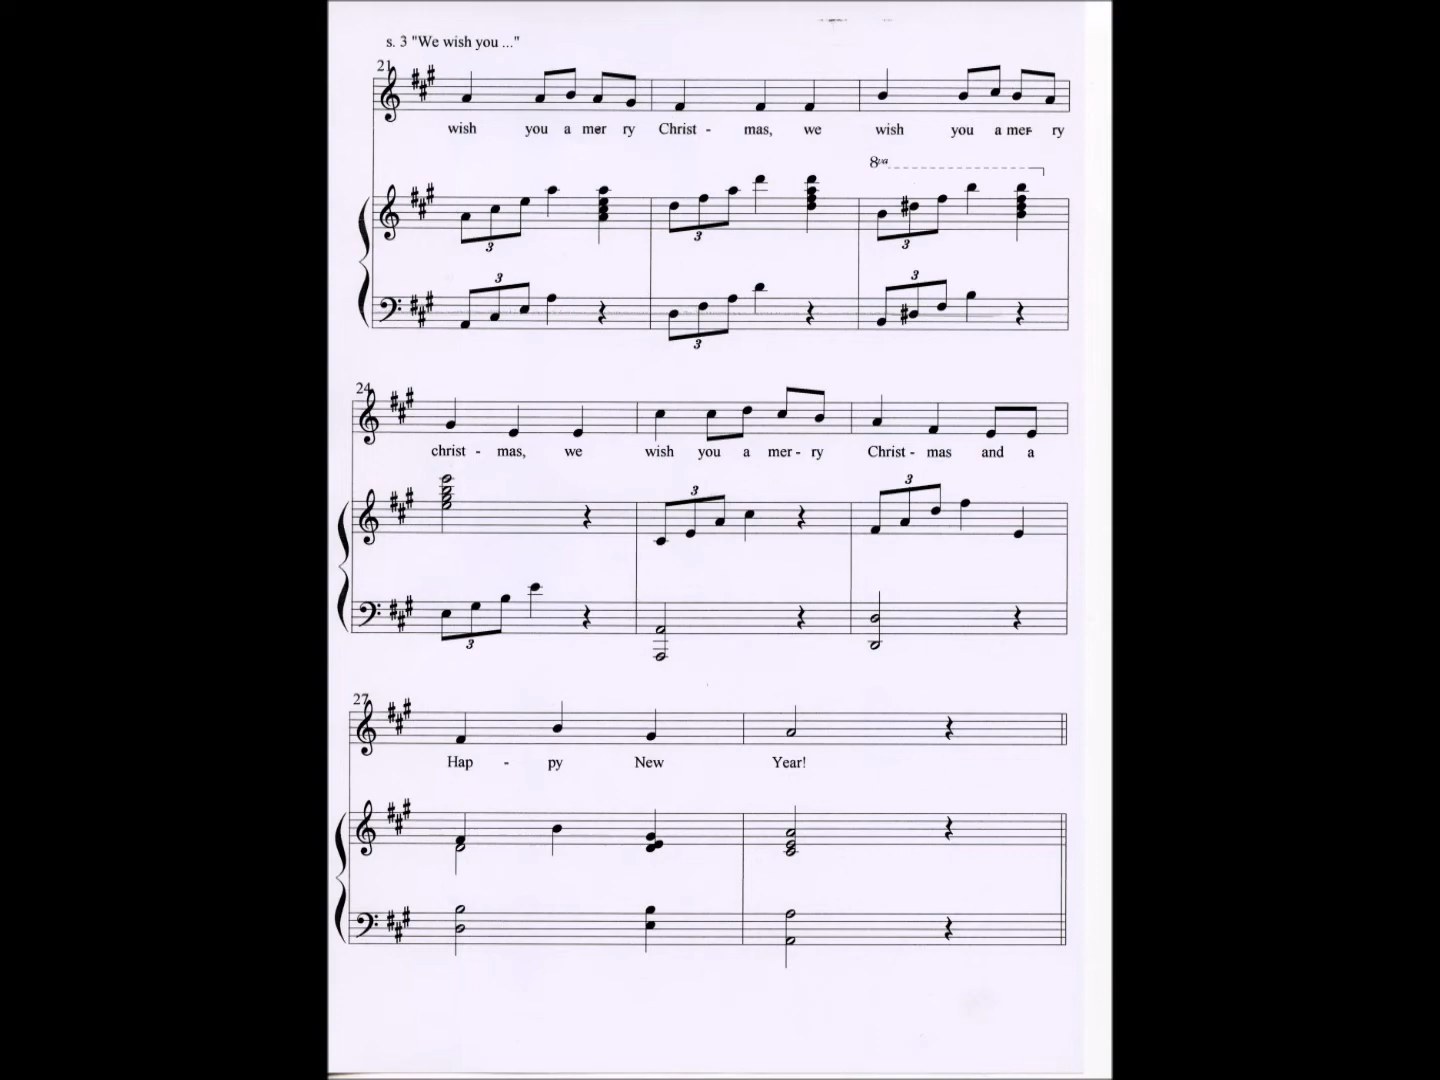 s. 3 "We wish you ..."
21
wish you a mer ry Christ - mas, we wish you a mer- ry
8va
3 3 3
3 3 3
24
christ - mas, we wish you a mer - ry Christ - mas and a
3 3
3
27
Hap - py New Year!